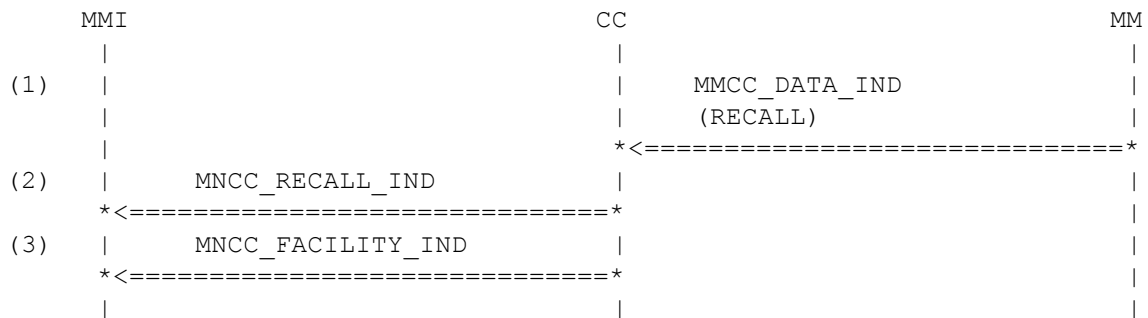 MMI CC MM
(1) MMCC_DATA_IND
(RECALL)
(2) MNCC_RECALL_IND
(3) MNCC_FACILITY_IND